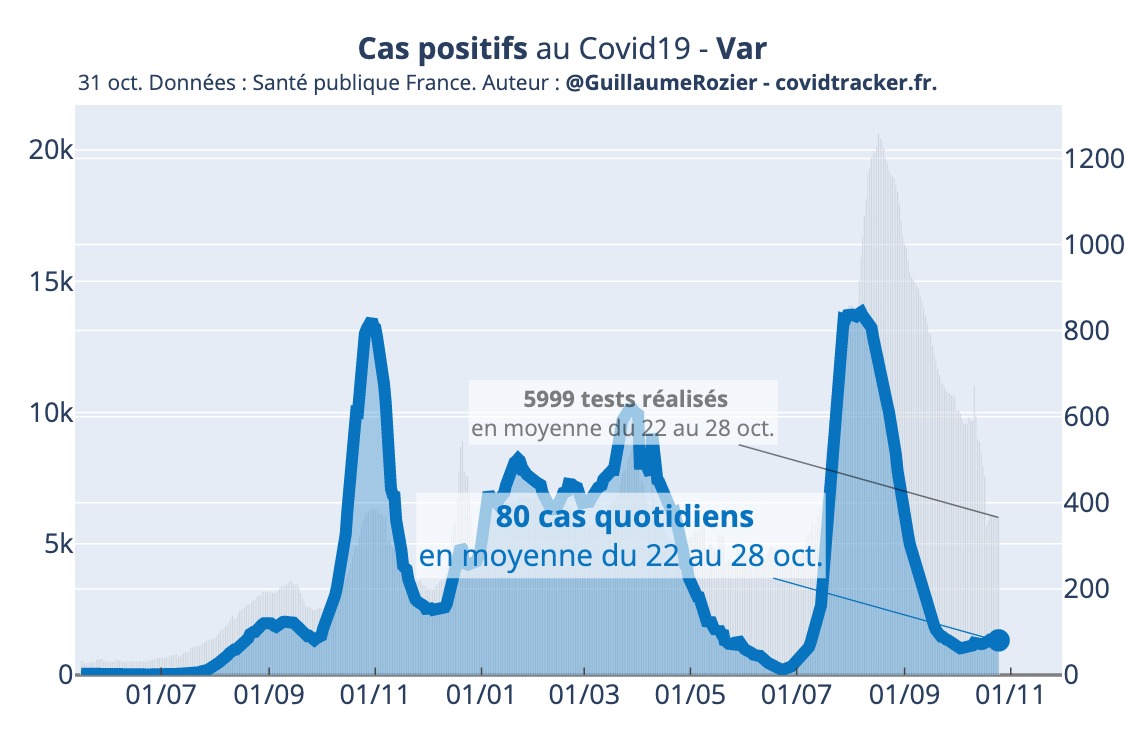 Cas positifs au Covid19 - Var
31 oct. Données : Santé publique France. Auteur : @GuillaumeRozier - covidtracker.fr.
20k
15k
10k
5k
0
1200
1000
800
600
400
200
0
5999 tests réalisés
en moyenne du 22 au 28 oct.
80 cas quotidiens
en moyenne du 22 au 28 oct.
01/07 01/09 01/11 01/01 01/03 01/05 01/07 01/09 01/11